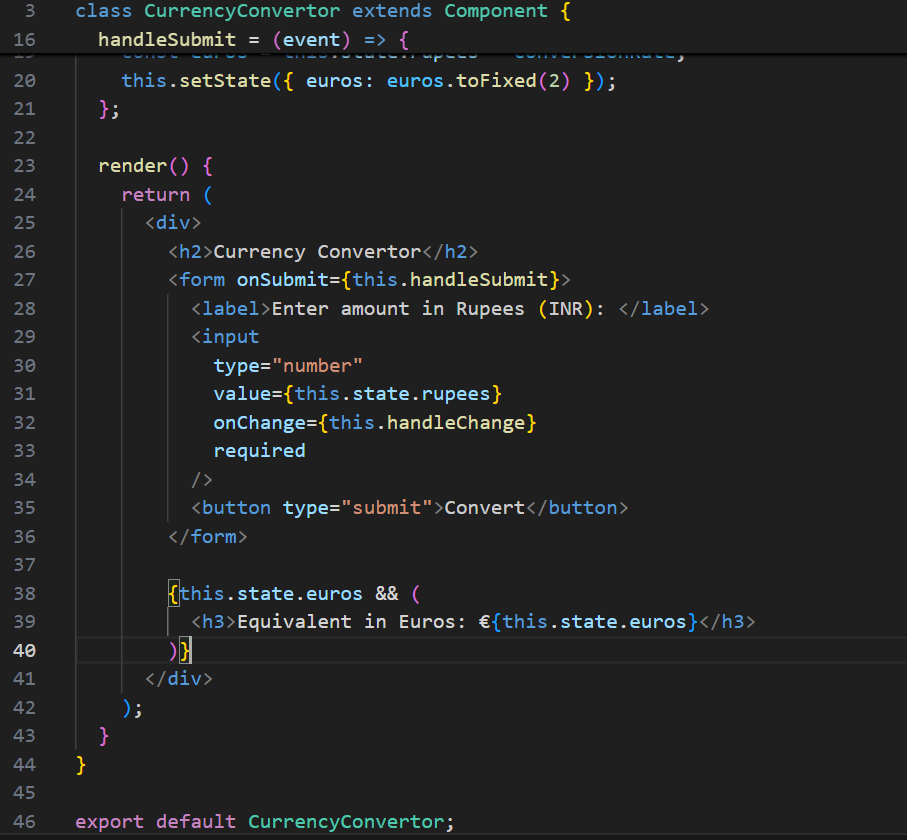 3 class CurrencyConvertor extends Component {
16 handleSubmit = (event) => {
20 this.setState({ euros: euros.toFixed(2) });
21 };
22
23 render() {
24 return (
25 <div>
26 <h2>Currency Convertor</h2>
27 <form onSubmit={this.handleSubmit}>
28 <label>Enter amount in Rupees (INR): </label>
29 <input
30 type="number"
31 value={this.state.rupees}
32 onChange={this.handleChange}
33 required
34 />
35 <button type="submit">Convert</button>
36 </form>
37
38 {this.state.euros && (
39 <h3>Equivalent in Euros: €{this.state.euros}</h3>
40 )}
41 </div>
42 );
43 }
44 }
45
46 export default CurrencyConvertor;